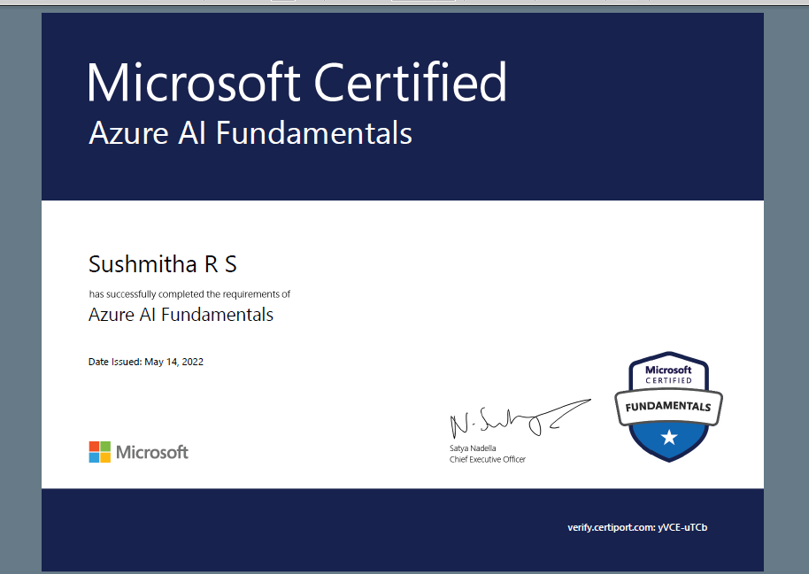 Microsoft Certified
Azure AI Fundamentals
Sushmitha R S
has successfully completed the requirements of
Azure AI Fundamentals
Date Issued: May 14, 2022
Microsoft
CERTIFIED
FUNDAMENTALS
Microsoft
Satya Nadella
Chief Executive Officer
verify.certiport.com: yVCE-uTCb